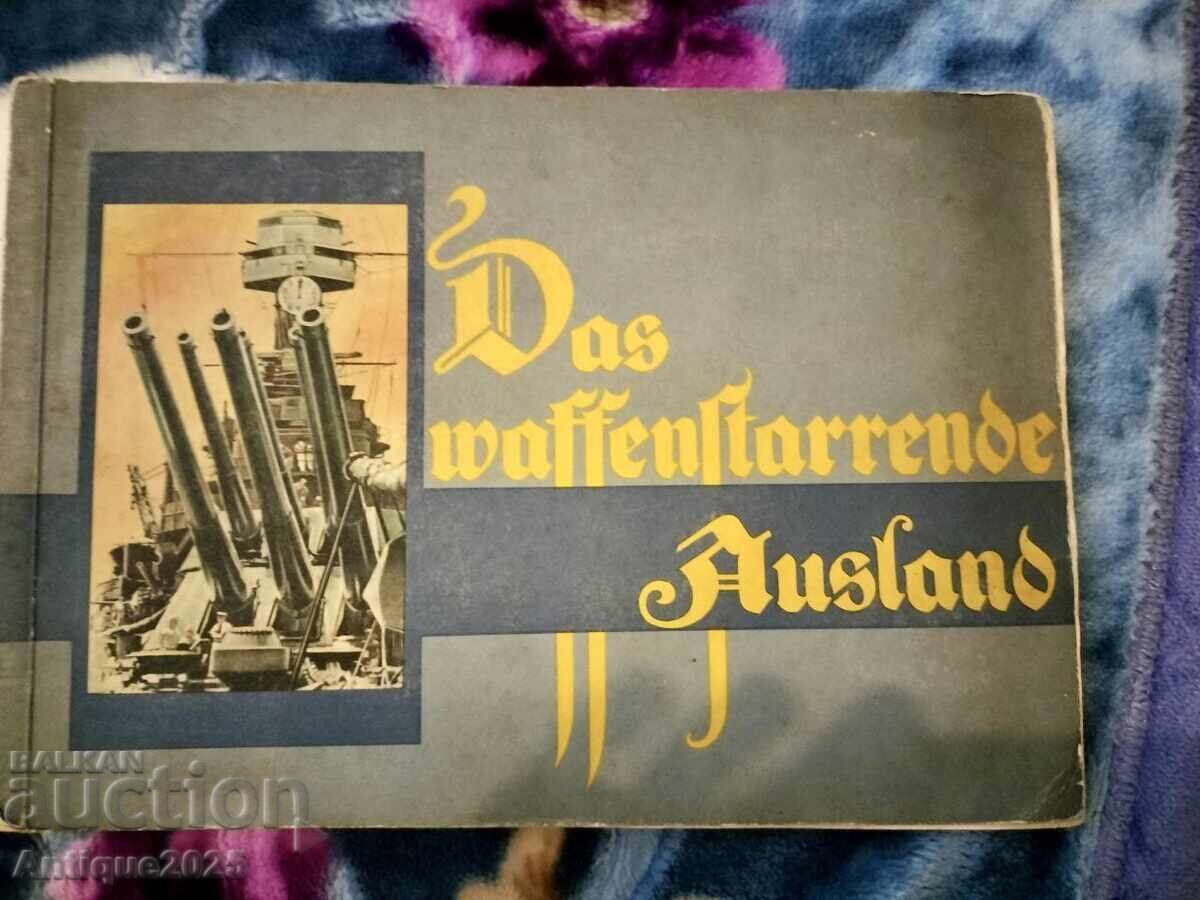 Das
waffenstarrende
Ausland
BALKAN
auction
Antique2025